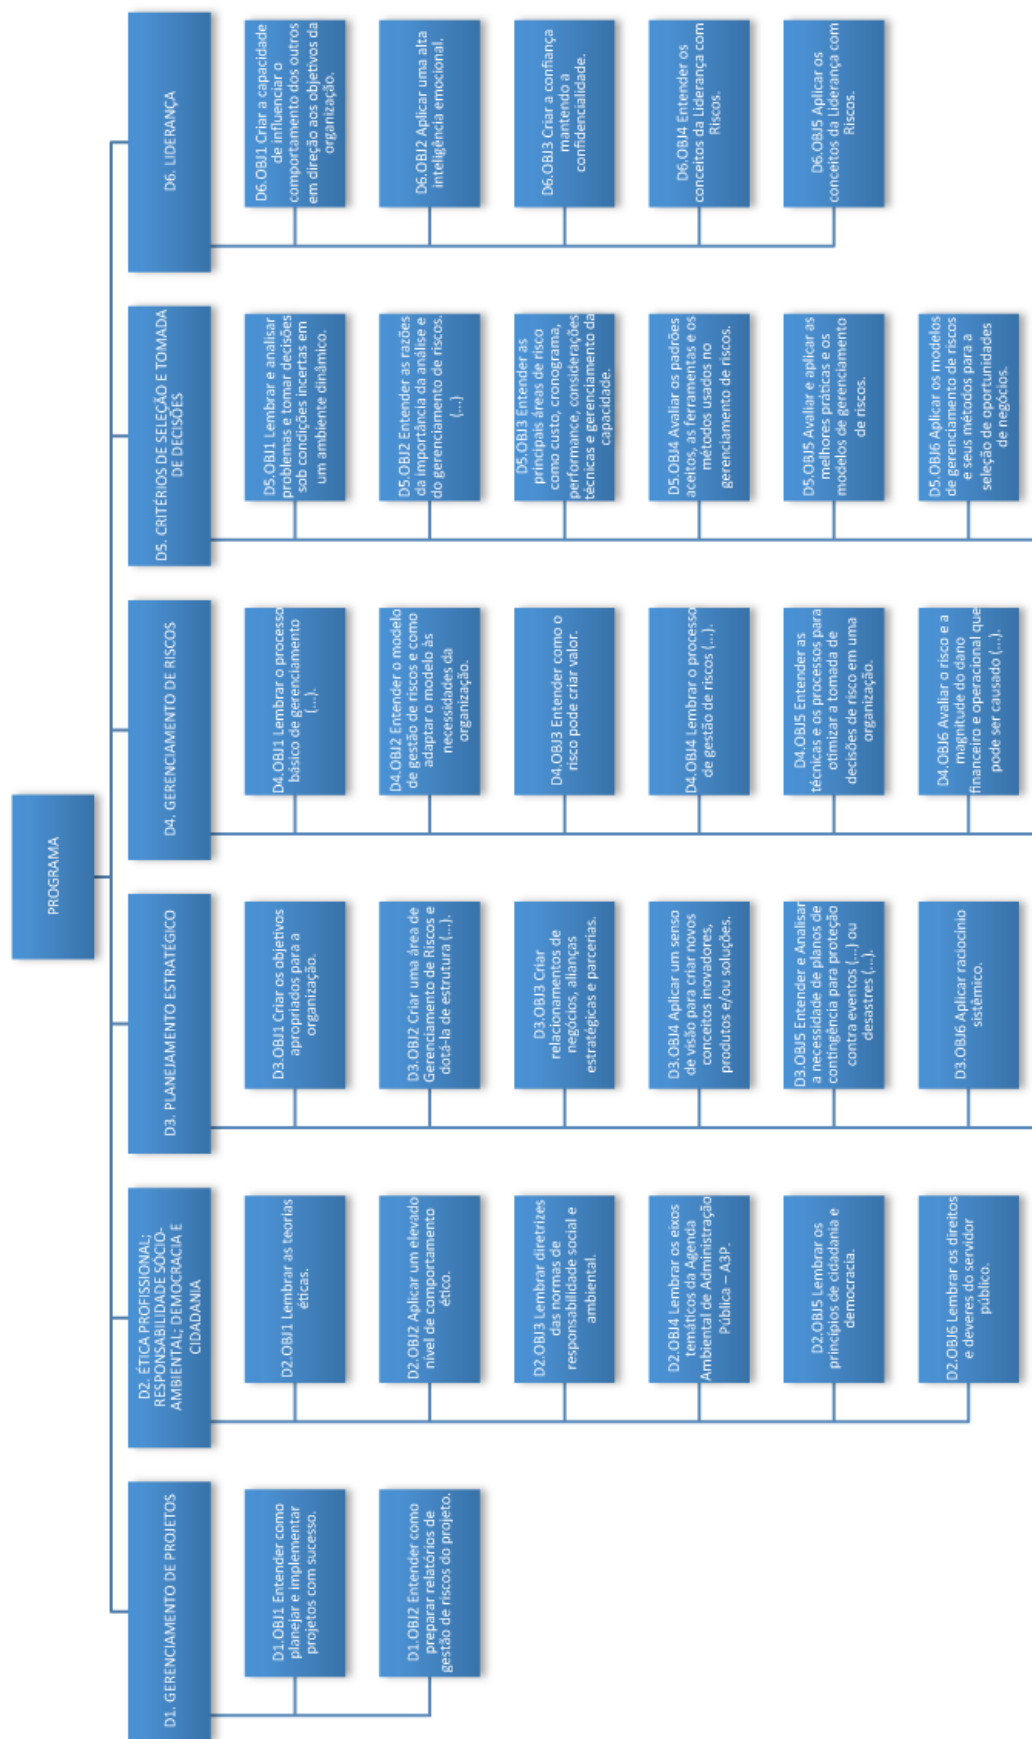 PROGRAMA
D1. GERENCIAMENTO DE PROJETOS
D1.OBJ1 Entender como
planejar e implementar
projetos com sucesso.
D1.OBJ2 Entender como
preparar relatórios de
gestão de riscos do projeto.
D2. ÉTICA PROFISSIONAL;
RESPONSABILIDADE SÓCIO-
AMBIENTAL; DEMOCRACIA E
CIDADANIA
D2.OBJ1 Lembrar as teorias
éticas.
D2.OBJ2 Aplicar um elevado
nível de comportamento
ético.
D2.OBJ3 Lembrar diretrizes
das normas de
responsabilidade social e
ambiental.
D2.OBJ4 Lembrar os eixos
temáticos da Agenda
Ambiental de Administração
Pública – A3P.
D2.OBJ5 Lembrar os
princípios de cidadania e
democracia.
D2.OBJ6 Lembrar os direitos
e deveres do servidor
público.
D3. PLANEJAMENTO ESTRATÉGICO
D3.OBJ1 Criar os objetivos
apropriados para a
organização.
D3.OBJ2 Criar uma área de
Gerenciamento de Riscos e
dotá-la de estrutura (...).
D3.OBJ3 Criar
relacionamentos de
negócios, alianças
estratégicas e parcerias.
D3.OBJ4 Aplicar um senso
de visão para criar novos
conceitos inovadores,
produtos e/ou soluções.
D3.OBJ5 Entender e Analisar
a necessidade de planos de
contingência para proteção
contra eventos (...) ou
desastres (...).
D3.OBJ6 Aplicar raciocínio
sistêmico.
D4. GERENCIAMENTO DE RISCOS
D4.OBJ1 Lembrar o processo
básico de gerenciamento
(...).
D4.OBJ2 Entender o modelo
de gestão de riscos e como
adaptar o modelo às
necessidades da
organização.
D4.OBJ3 Entender como o
risco pode criar valor.
D4.OBJ4 Lembrar o processo
de gestão de riscos (...).
D4.OBJ5 Entender as
técnicas e os processos para
otimizar a tomada de
decisões de risco em uma
organização.
D4.OBJ6 Avaliar o risco e a
magnitude do dano
financeiro e operacional que
pode ser causado (...).
D5. CRITÉRIOS DE SELEÇÃO E TOMADA
DE DECISÕES
D5.OBJ1 Lembrar e analisar
problemas e tomar decisões
sob condições incertas em
um ambiente dinâmico.
D5.OBJ2 Entender as razões
da importância da análise e
do gerenciamento de riscos.
(...)
D5.OBJ3 Entender as
principais áreas de risco
como custo, cronograma,
performance, considerações
técnicas e gerenciamento da
capacidade.
D5.OBJ4 Avaliar os padrões
aceitos, as ferramentas e os
métodos usados no
gerenciamento de riscos.
D5.OBJ5 Avaliar e aplicar as
melhores práticas e os
modelos de gerenciamento
de riscos.
D5.OBJ6 Aplicar os modelos
de gerenciamento de riscos
e seus métodos para a
seleção de oportunidades
de negócios.
D6. LIDERANÇA
D6.OBJ1 Criar a capacidade
de influenciar o
comportamento dos outros
em direção aos objetivos da
organização.
D6.OBJ2 Aplicar uma alta
inteligência emocional.
D6.OBJ3 Criar a confiança
mantendo a
confidencialidade.
D6.OBJ4 Entender os
conceitos da Liderança com
Riscos.
D6.OBJ5 Aplicar os
conceitos da Liderança com
Riscos.